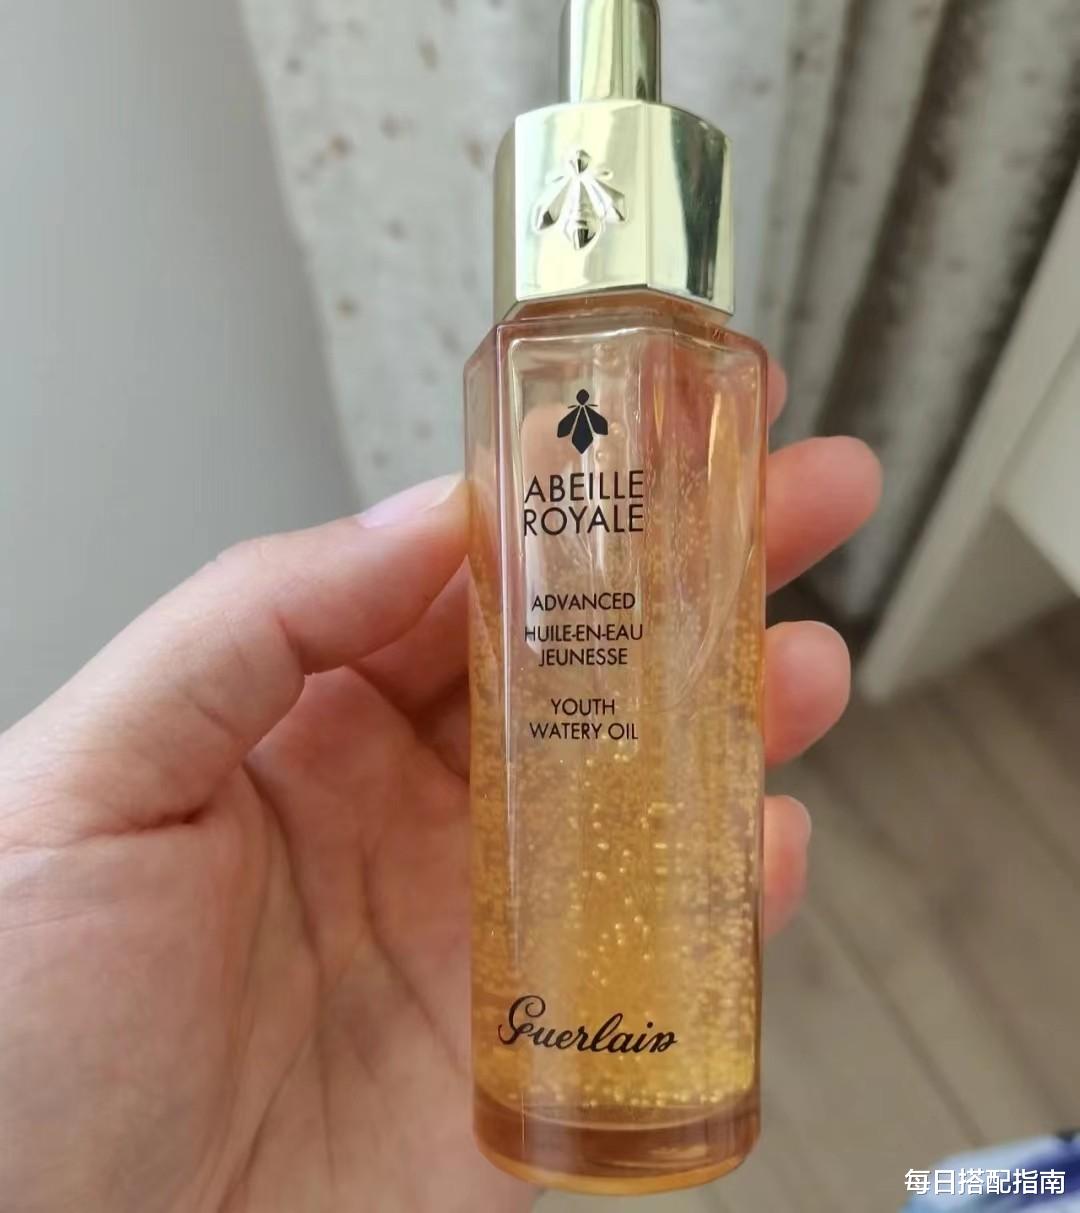 ABEILLE
ROYALE
ADVANCED
HUILE-EN-EAU
JEUNESSE
YOUTH
WATERY OIL
Guerlain
每日搭配指南